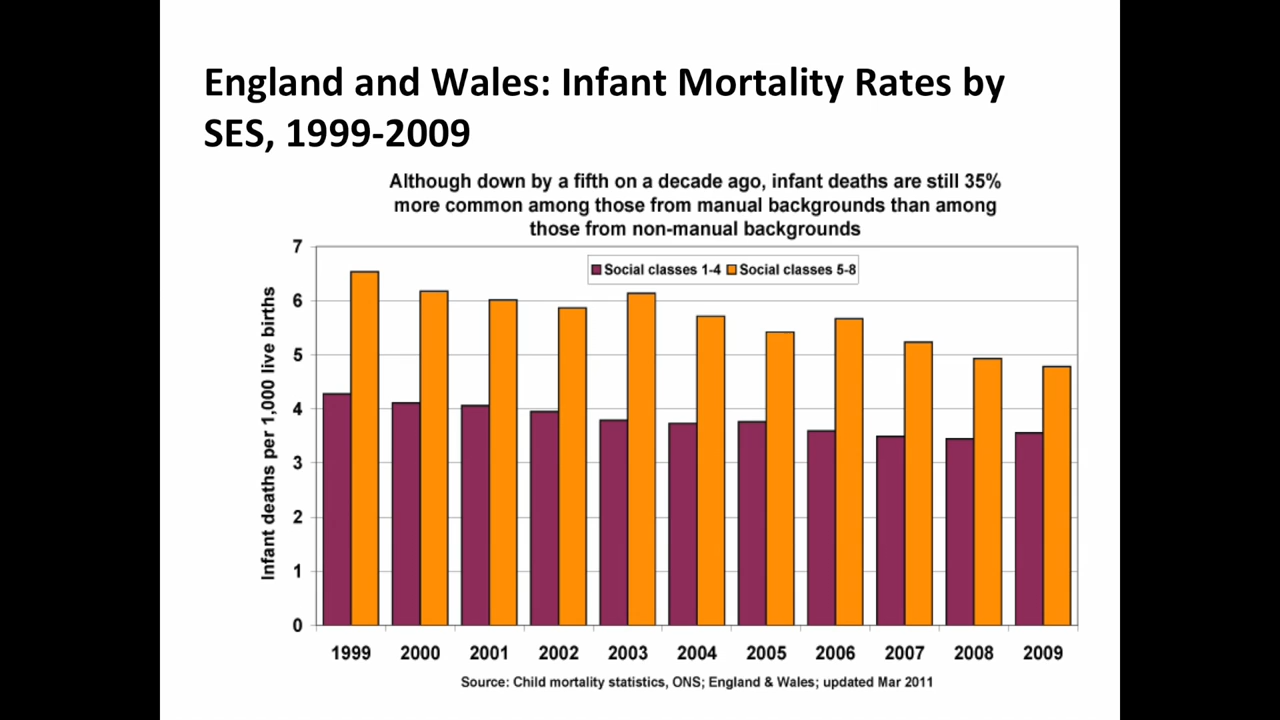 England and Wales: Infant Mortality Rates by
SES, 1999-2009
Although down by a fifth on a decade ago, infant deaths are still 35%
more common among those from manual backgrounds than among
those from non-manual backgrounds
Social classes 1-4 Social classes 5-8
Infant deaths per 1,000 live births
7
6
5
4
3
2
1
0
1999 2000 2001 2002 2003 2004 2005 2006 2007 2008 2009
Source: Child mortality statistics, ONS; England & Wales; updated Mar 2011